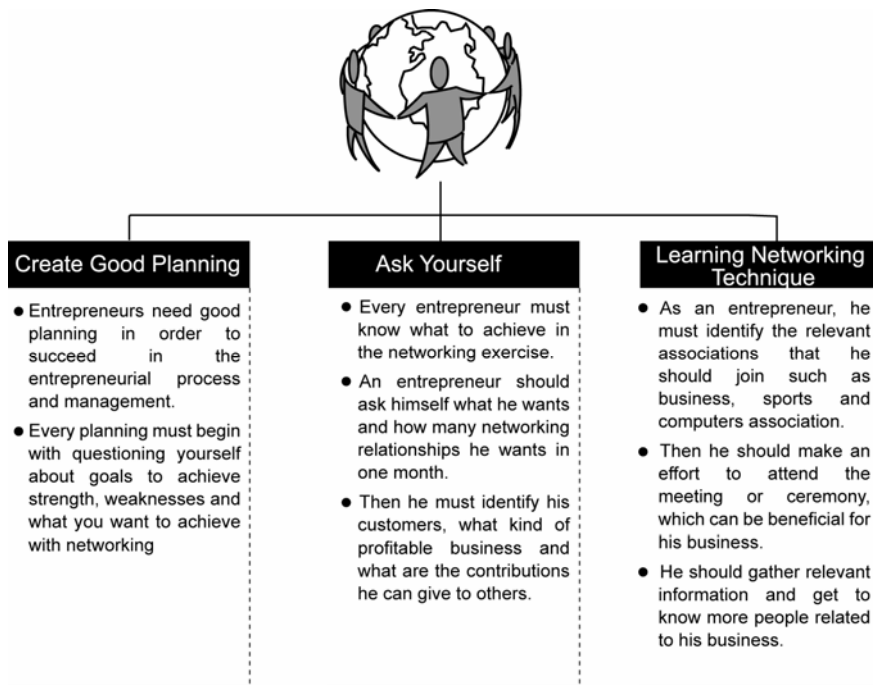 Create Good Planning
● Entrepreneurs need good
planning in order to
succeed in the
entrepreneurial process
and management.
● Every planning must begin
with questioning yourself
about goals to achieve
strength, weaknesses and
what you want to achieve
with networking
Ask Yourself
● Every entrepreneur must
know what to achieve in
the networking exercise.
● An entrepreneur should
ask himself what he wants
and how many networking
relationships he wants in
one month.
● Then he must identify his
customers, what kind of
profitable business and
what are the contributions
he can give to others.
Learning Networking
Technique
● As an entrepreneur, he
must identify the relevant
associations that he
should join such as
business, sports and
computers association.
● Then he should make an
effort to attend the
meeting or ceremony,
which can be beneficial for
his business.
● He should gather relevant
information and get to
know more people related
to his business.